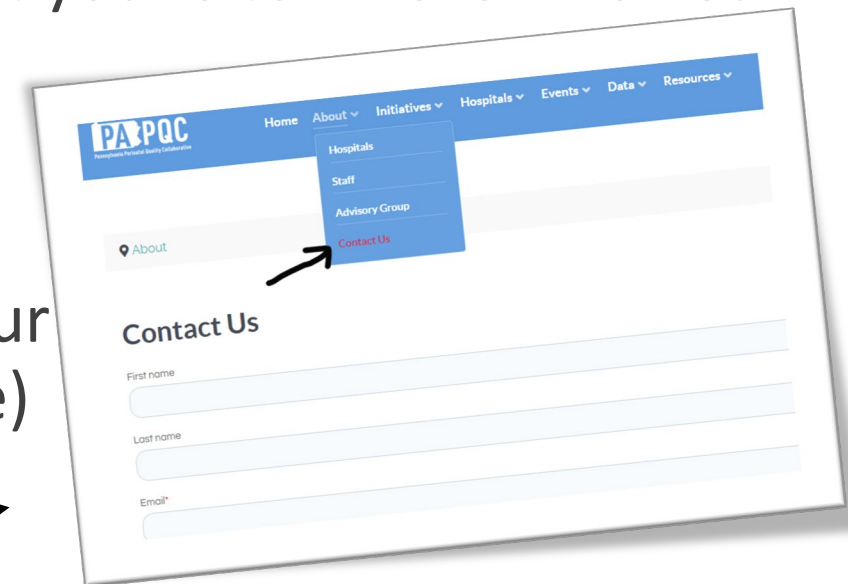 PA PQC
Pennsylvania Perinatal Quality Collaborative
Home About Initiatives Hospitals Events Data Resources
Hospitals
Staff
Advisory Group
Contact Us
About
ur
e)
Contact Us
First name
Last name
Email*